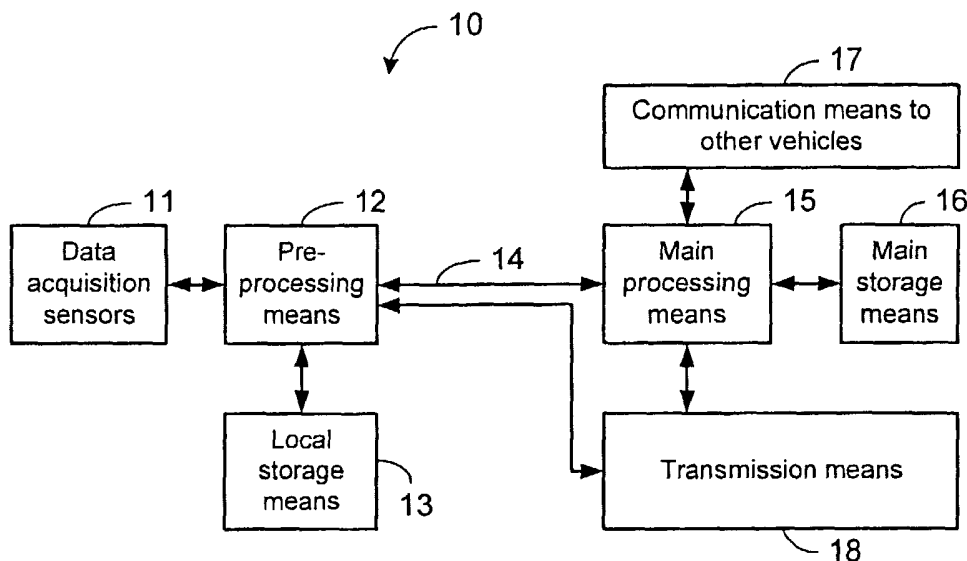 10
17
Communication means to
other vehicles
11
Data
acquisition
sensors
12
Pre-
processing
means
14
15
Main
processing
means
16
Main
storage
means
Local
storage
means
13
Transmission means
18